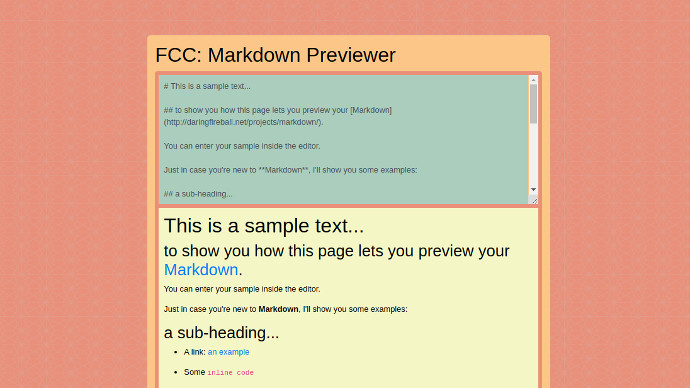 FCC: Markdown Previewer
# This is a sample text...
## to show you how this page lets you preview your [Markdown]
(http://daringfireball.net/projects/markdown/).
You can enter your sample inside the editor.
Just in case you're new to **Markdown**, I'll show you some examples:
## a sub-heading...
This is a sample text...
to show you how this page lets you preview your
Markdown.
You can enter your sample inside the editor.
Just in case you're new to Markdown, I'll show you some examples:
a sub-heading...
• A link: an example
• Some inline code